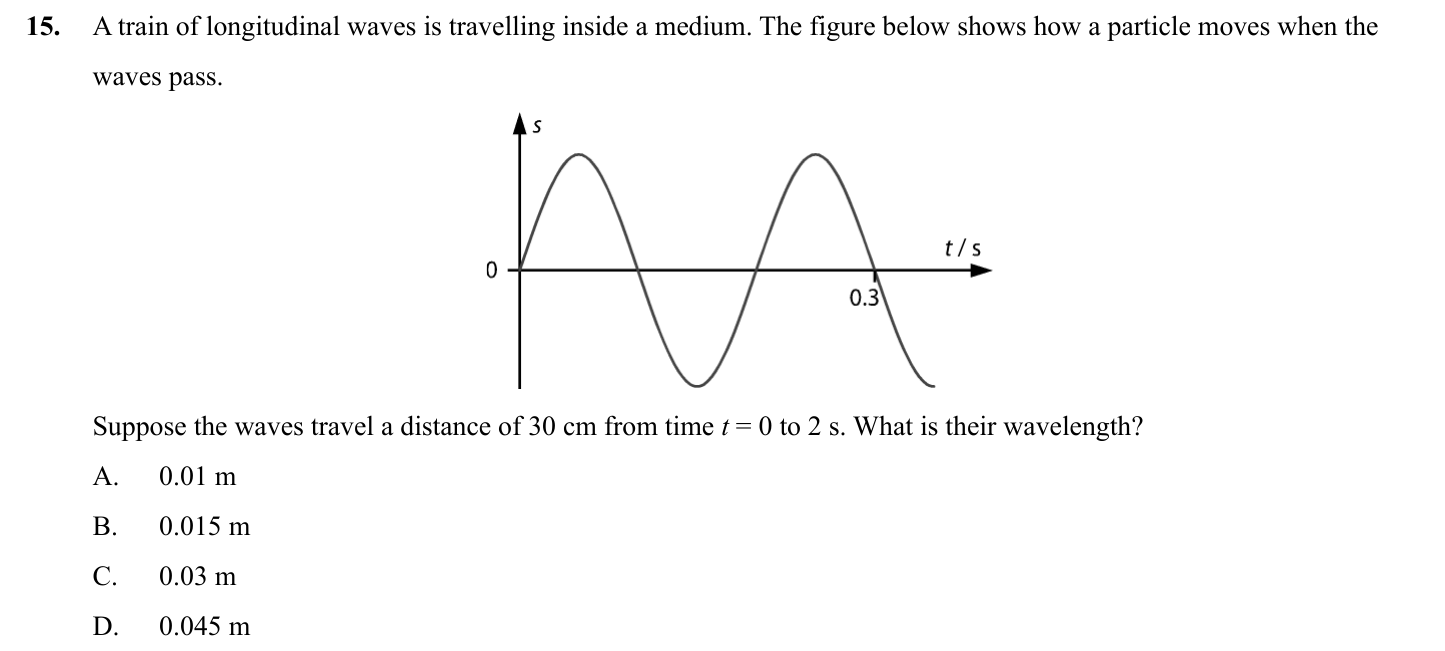 15. A train of longitudinal waves is travelling inside a medium. The figure below shows how a particle moves when the
waves pass.
s
t / s
0
0.3
Suppose the waves travel a distance of 30 cm from time t = 0 to 2 s. What is their wavelength?
A. 0.01 m
B. 0.015 m
C. 0.03 m
D. 0.045 m